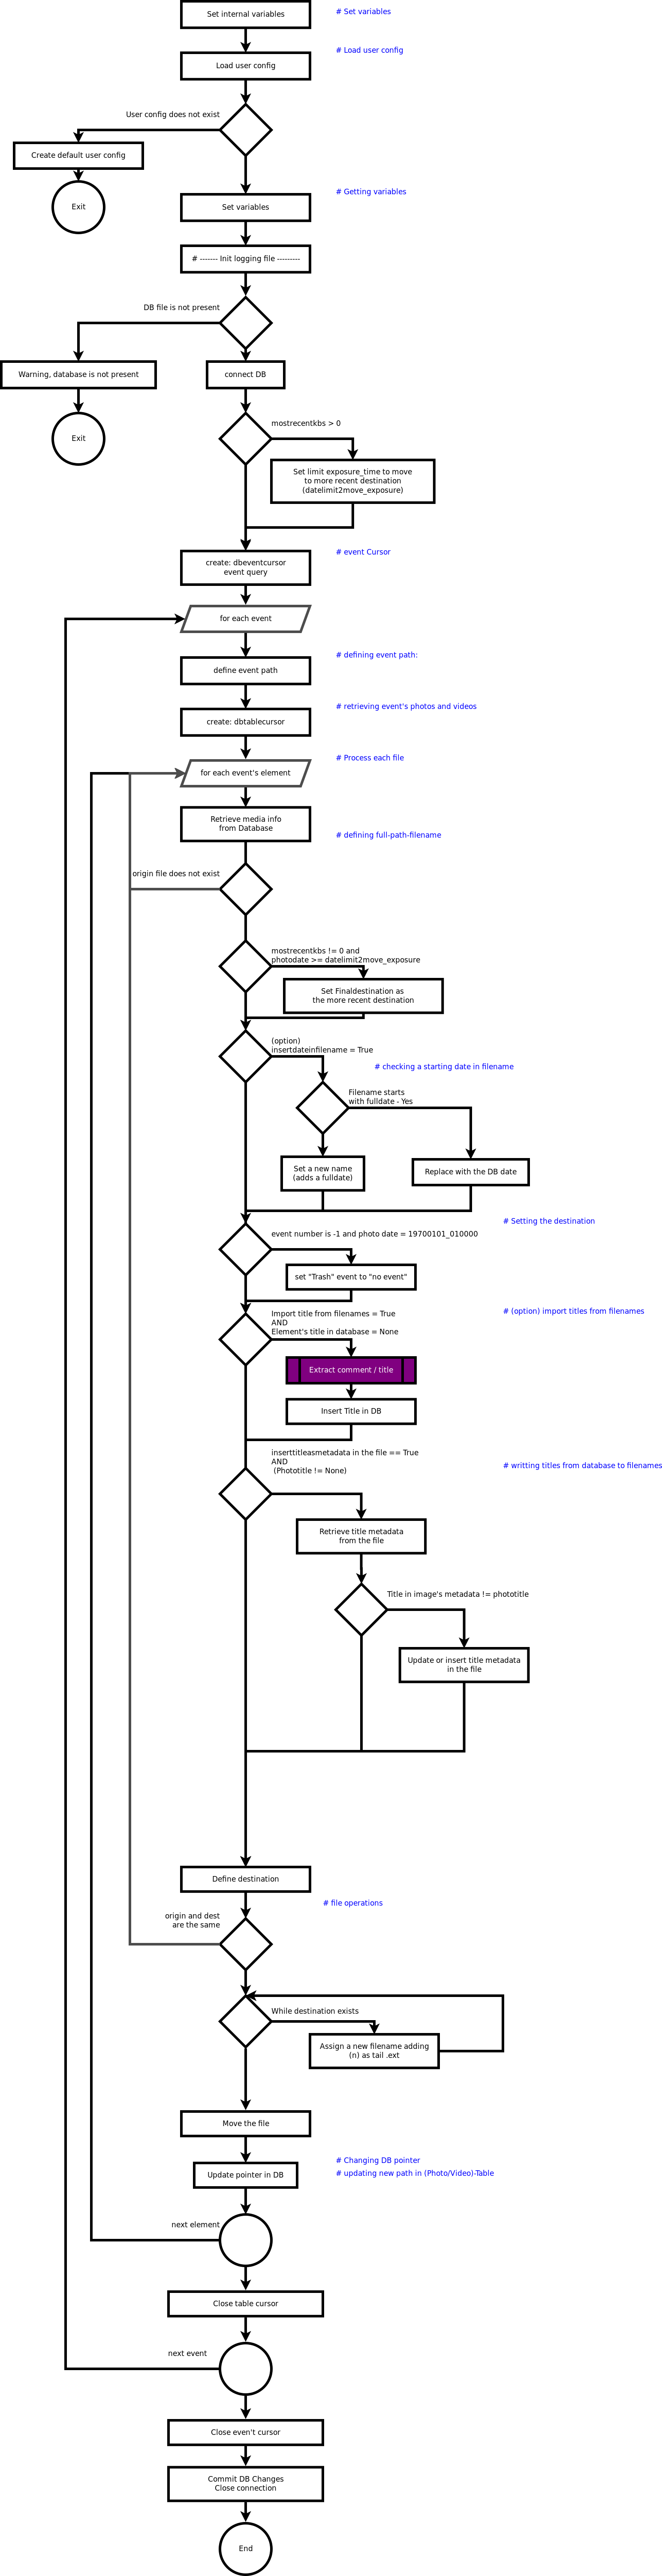 Set internal variables
# Set variables
# Load user config
Load user config
User config does not exist
Create default user config
Exit
# Getting variables
Set variables
# ------- Init logging file ---------
DB file is not present
Warning, database is not present
connect DB
Exit
mostrecentkbs > 0
Set limit exposure_time to move
to more recent destination
(datelimit2move_exposure)
# event Cursor
create: dbeventcursor
event query
for each event
# defining event path:
define event path
# retrieving event's photos and videos
create: dbtablecursor
# Process each file
for each event's element
Retrieve media info
from Database
# defining full-path-filename
origin file does not exist
mostrecentkbs != 0 and
photodate >= datelimit2move_exposure
Set Finaldestination as
the more recent destination
(option)
insertdateinfilename = True
# checking a starting date in filename
Filename starts
with fulldate - Yes
Set a new name
(adds a fulldate)
Replace with the DB date
# Setting the destination
event number is -1 and photo date = 19700101_010000
set "Trash" event to "no event"
# (option) import titles from filenames
Import title from filenames = True
AND
Element's title in database = None
Extract comment / title
Insert Title in DB
inserttitleasmetadata in the file == True
AND
(Phototitle != None)
# writting titles from database to filenames
Retrieve title metadata
from the file
Title in image's metadata != phototitle
Update or insert title metadata
in the file
Define destination
# file operations
origin and dest
are the same
While destination exists
Assign a new filename adding
(n) as tail .ext
Move the file
# Changing DB pointer
# updating new path in (Photo/Video)-Table
Update pointer in DB
next element
Close table cursor
next event
Close even't cursor
Commit DB Changes
Close connection
End